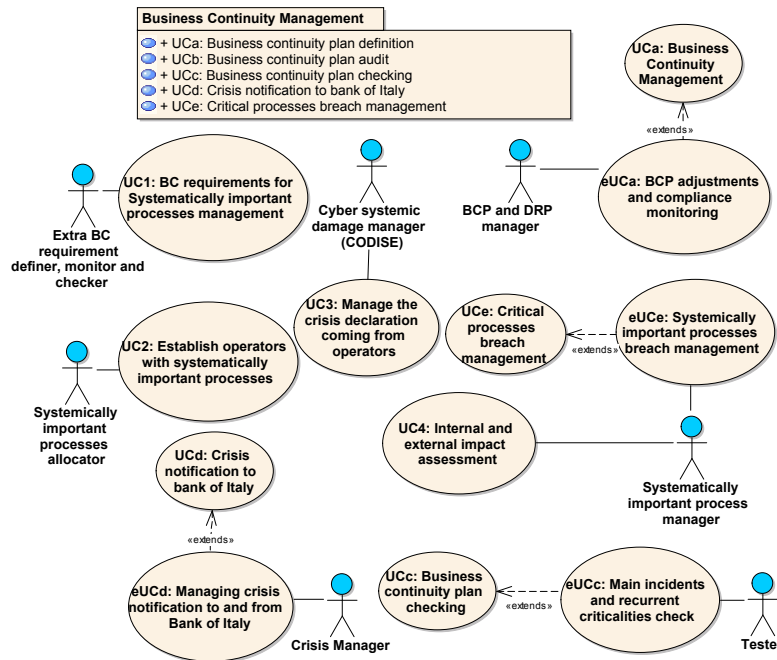 Business Continuity Management
+ UCa: Business continuity plan definition
+ UCb: Business continuity plan audit
+ UCc: Business continuity plan checking
+ UCd: Crisis notification to bank of Italy
+ UCe: Critical processes breach management
UCa: Business
Continuity
Management
«extends»
UC1: BC requirements for
Systematically important
processes management
Extra BC
requirement
definer, monitor and
checker
Cyber systemic
damage manager
(CODISE)
BCP and DRP
manager
eUCa: BCP adjustments
and compliance
monitoring
UC3: Manage the
crisis declaration
coming from
operators
UCe: Critical
processes
breach
management
«extends»
eUCe: Systemically
important processes
breach management
UC2: Establish operators
with systematically
important processes
Systemically
important
processes
allocator
UC4: Internal and
external impact
assessment
Systematically
important process
manager
UCd: Crisis
notification to
bank of Italy
«extends»
eUCd: Managing crisis
notification to and from
Bank of Italy
Crisis Manager
UCc: Business
continuity plan
checking
«extends»
eUCc: Main incidents
and recurrent
criticalities check
Teste